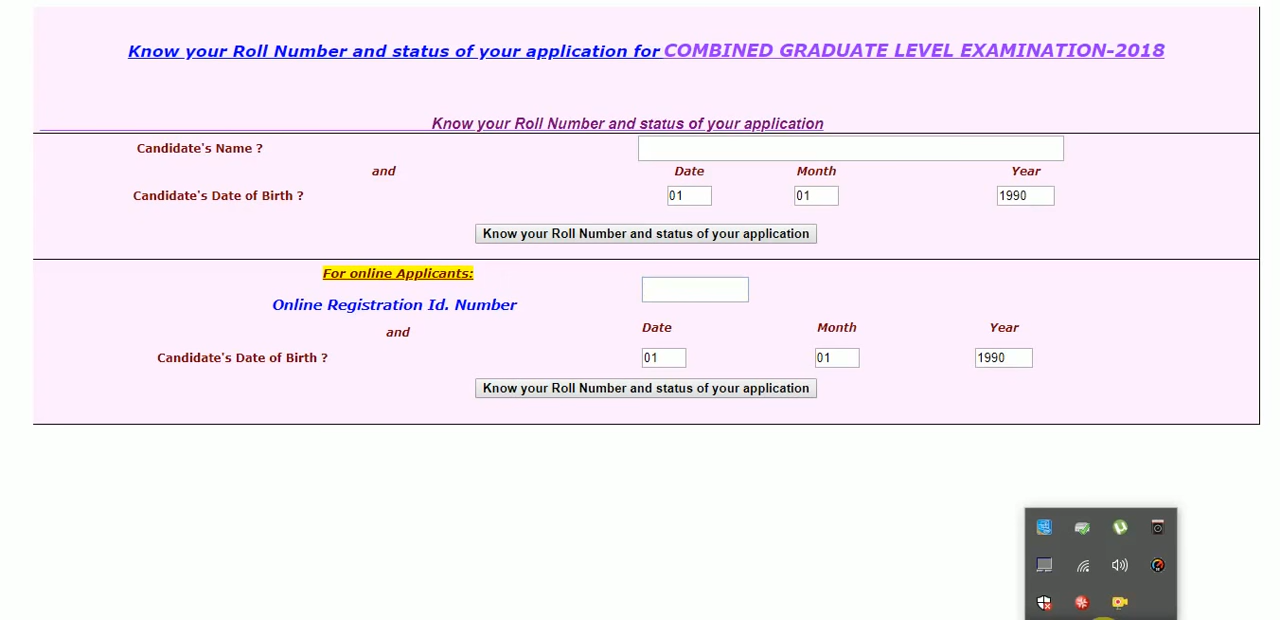 Know your Roll Number and status of your application for COMBINED GRADUATE LEVEL EXAMINATION-2018
Know your Roll Number and status of your application
Candidate's Name ?
and Date Month Year
Candidate's Date of Birth ? 01 01 1990
Know your Roll Number and status of your application
For online Applicants:
Online Registration Id. Number
and Date Month Year
Candidate's Date of Birth ? 01 01 1990
Know your Roll Number and status of your application